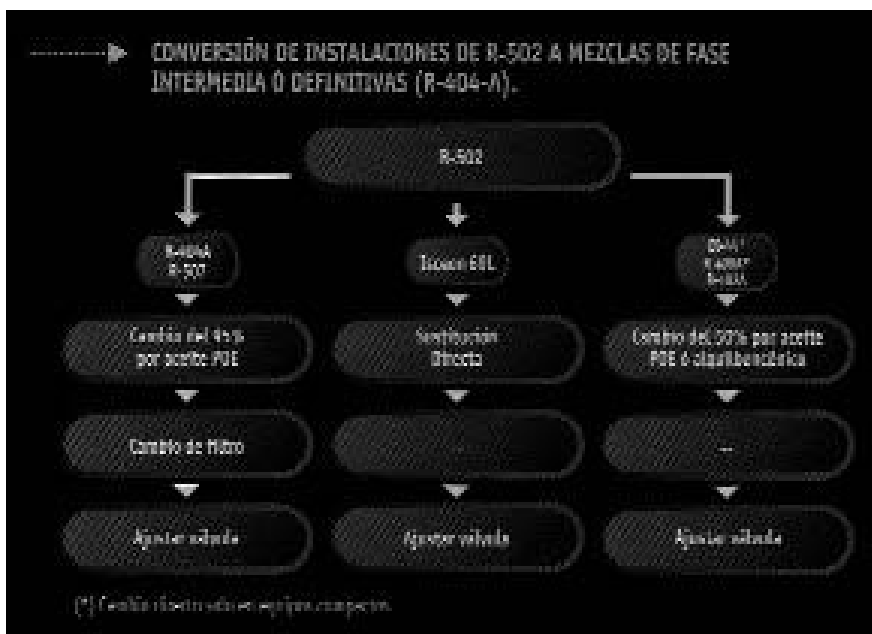 CONVERSIÓN DE INSTALACIONES DE R-502 A MEZCLAS DE FASE
INTERMEDIA O DEFINITIVAS (R-404-A).
R-502
R-404A
R-507
Isceon 69L
Cambio del 95%
por aceite POE
Sustitución
Directa
Cambio del 50% por aceite
POE ó alquilbencénico
Cambio de filtro
-
--
Ajustar válvula
Ajustar válvula
Ajustar válvula